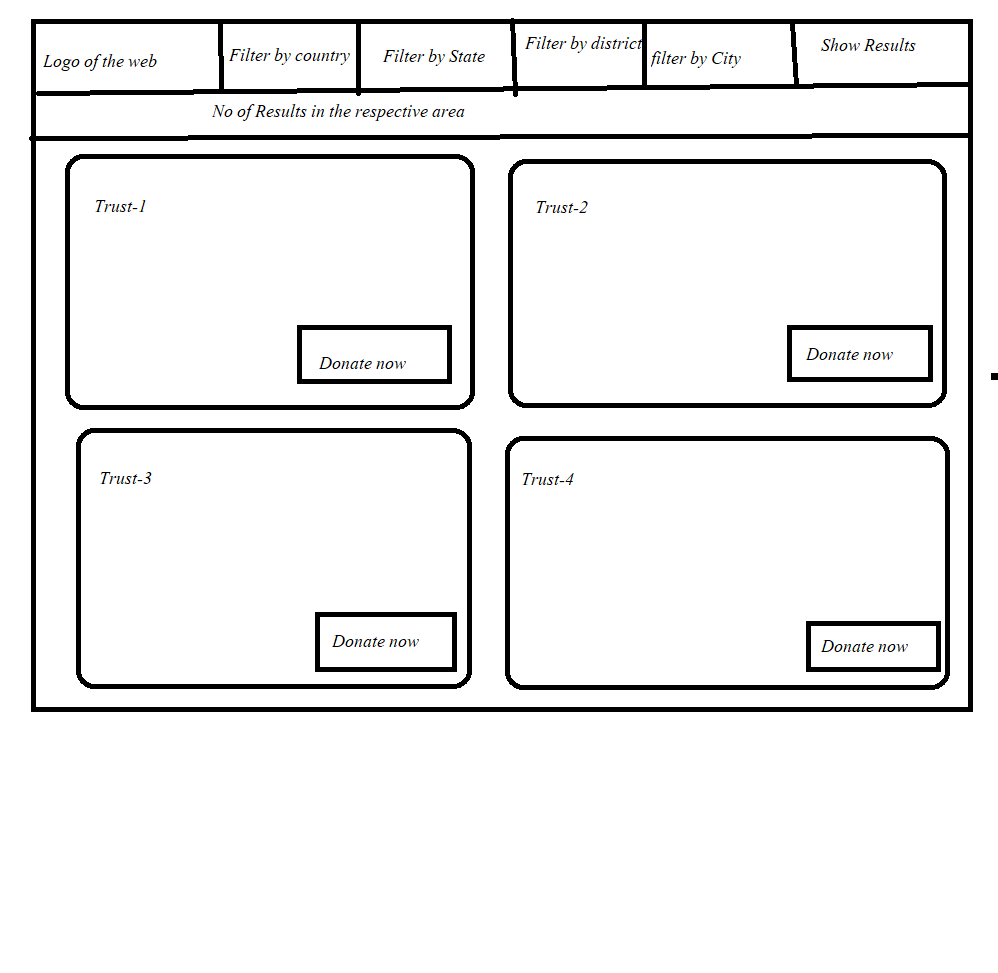 Logo of the web
Filter by country
Filter by State
Filter by district
filter by City
Show Results
No of Results in the respective area
Trust-1
Donate now
Trust-2
Donate now
Trust-3
Donate now
Trust-4
Donate now